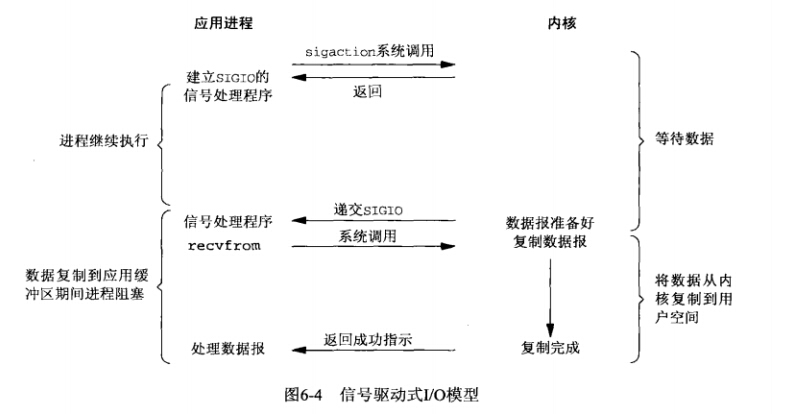 应用进程
内核
sigaction系统调用
建立SIGIO的
信号处理程序
返回
进程继续执行
等待数据
递交SIGIO
信号处理程序
数据报准备好
recvfrom
系统调用
复制数据报
数据复制到应用缓
冲区期间进程阻塞
将数据从内
核复制到用
户空间
返回成功指示
处理数据报
复制完成
图6-4 信号驱动式I/O模型